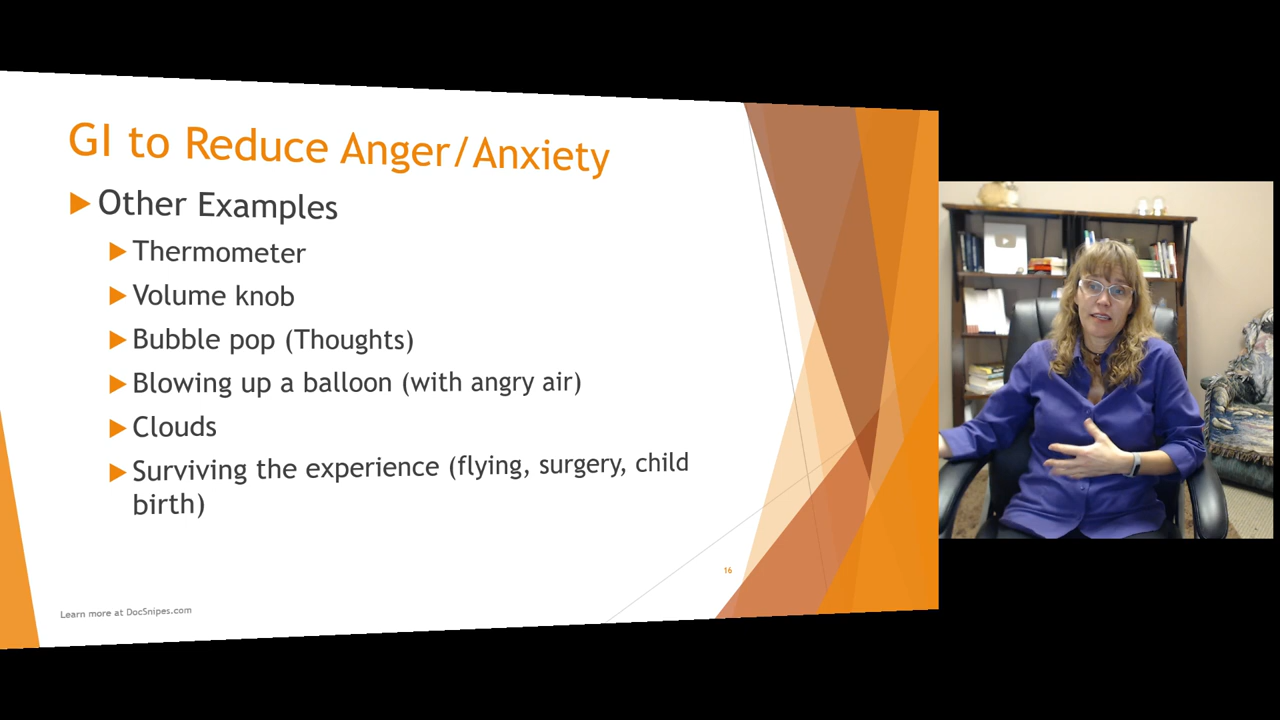 GI to Reduce Anger/Anxiety
Other Examples
Thermometer
Volume knob
Bubble pop (Thoughts)
Blowing up a balloon (with angry air)
Clouds
Surviving the experience (flying, surgery, child
birth)
16
Learn more at DocSnipes.com